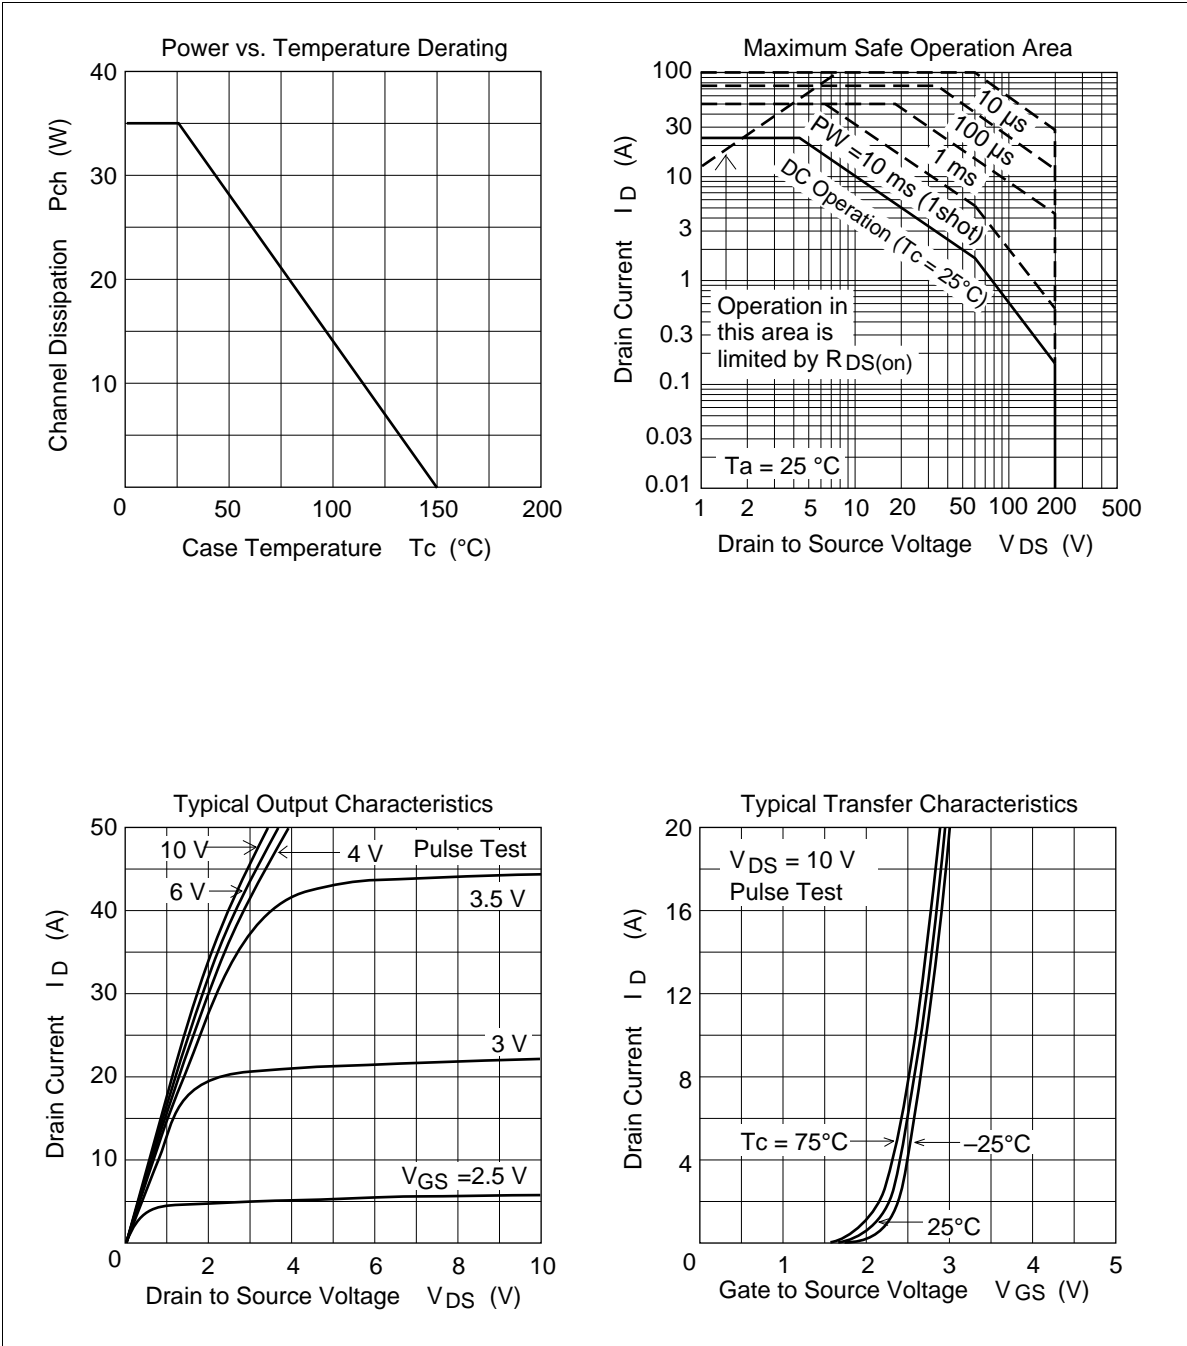 Power vs. Temperature Derating
40
30
20
10
0
50
100
150
200
Channel Dissipation Pch (W)
Case Temperature Tc (°C)
Maximum Safe Operation Area
100
30
10
3
1
0.3
0.1
0.03
0.01
1
2
5
10
20
50
100
200
500
Drain Current I D (A)
Drain to Source Voltage V DS (V)
10 µs
100 µs
1 ms
PW =10 ms (1shot)
DC Operation (Tc = 25°C)
Operation in
this area is
limited by R DS(on)
Ta = 25 °C
Typical Output Characteristics
50
40
30
20
10
0
2
4
6
8
10
Drain Current I D (A)
Drain to Source Voltage V DS (V)
10 V
6 V
4 V
Pulse Test
3.5 V
3 V
V GS =2.5 V
Typical Transfer Characteristics
20
16
12
8
4
0
1
2
3
4
5
Drain Current I D (A)
Gate to Source Voltage V GS (V)
V DS = 10 V
Pulse Test
Tc = 75°C
–25°C
25°C